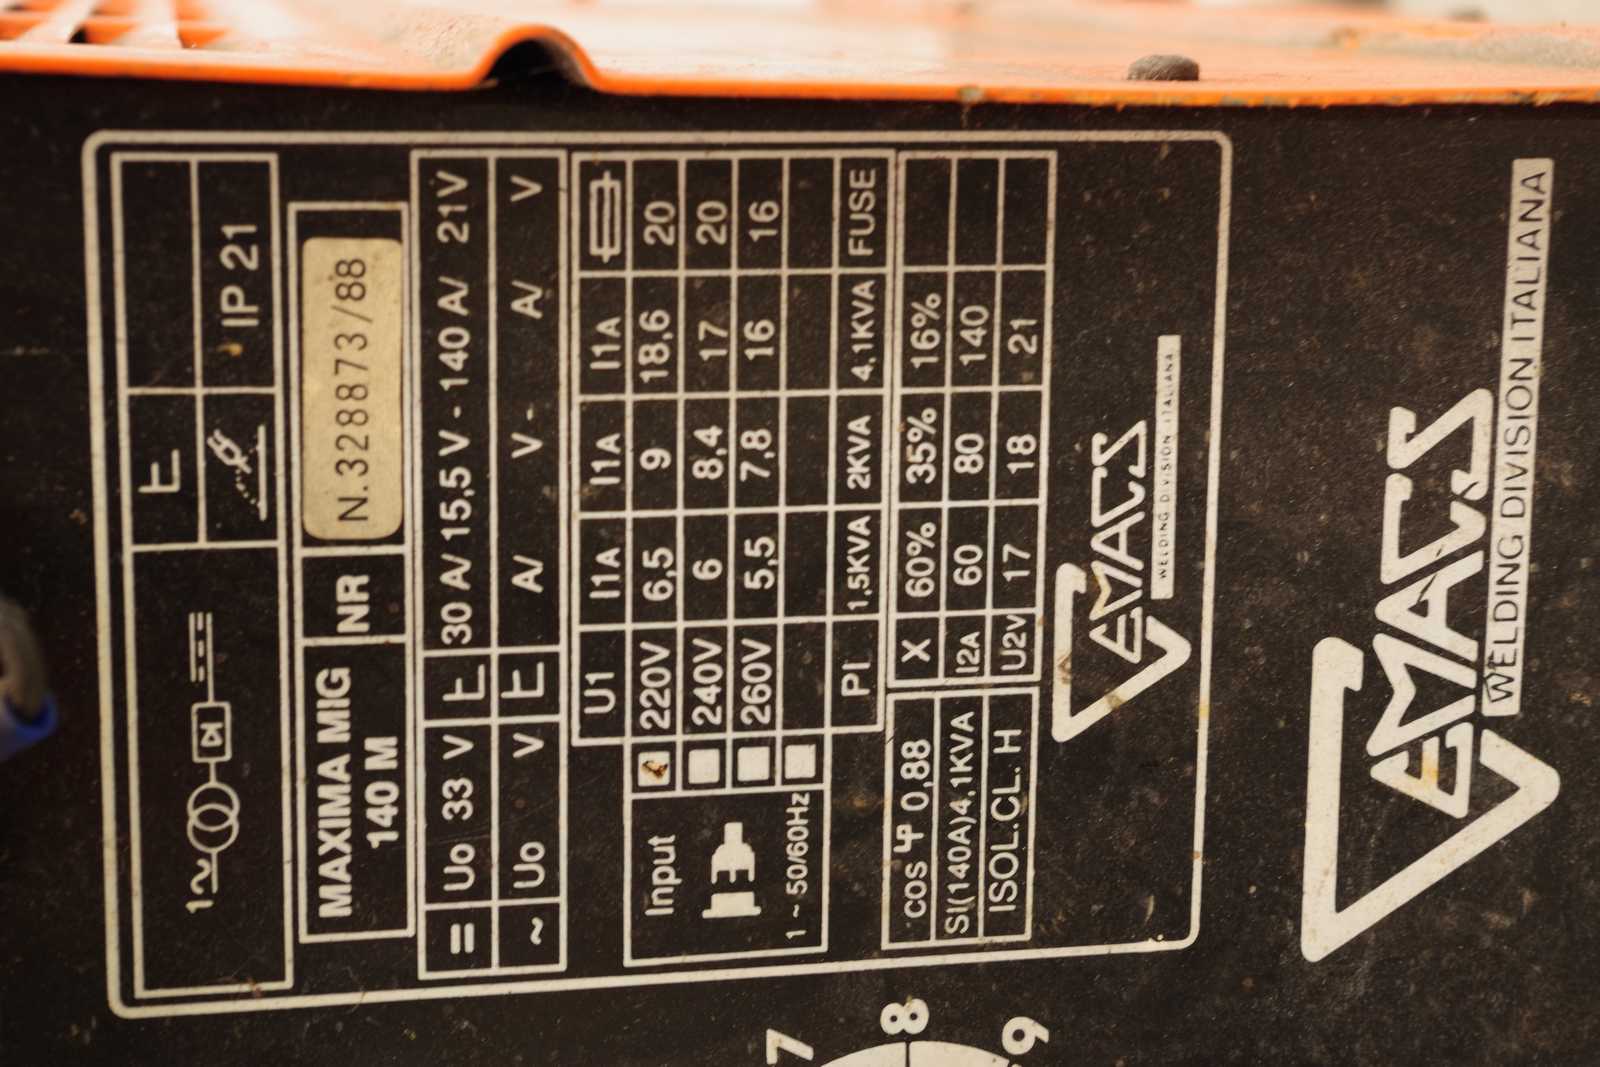 1~
IP 21
MAXIMA MIG
140 M
NR
N.328873/88
= Uo 33 V 30 A/ 15,5 V - 140 A/ 21V
~ Uo V A/ V - A/ V
U1 I1A I1A I1A
220V 6,5 9 18,6 20
240V 6 8,4 17 20
260V 5,5 7,8 16 16
PI 1,5KVA 2KVA 4,1KVA FUSE
Input
1 ~ 50/60Hz
X 60% 35% 16%
I2A 60 80 140
U2v 17 18 21
cos φ 0,88
SI(140A)4,1KVA
ISOL.CL. H
CEMACS
WELDING DIVISION ITALIANA
CEMACS
WELDING DIVISION ITALIANA
7
8
9